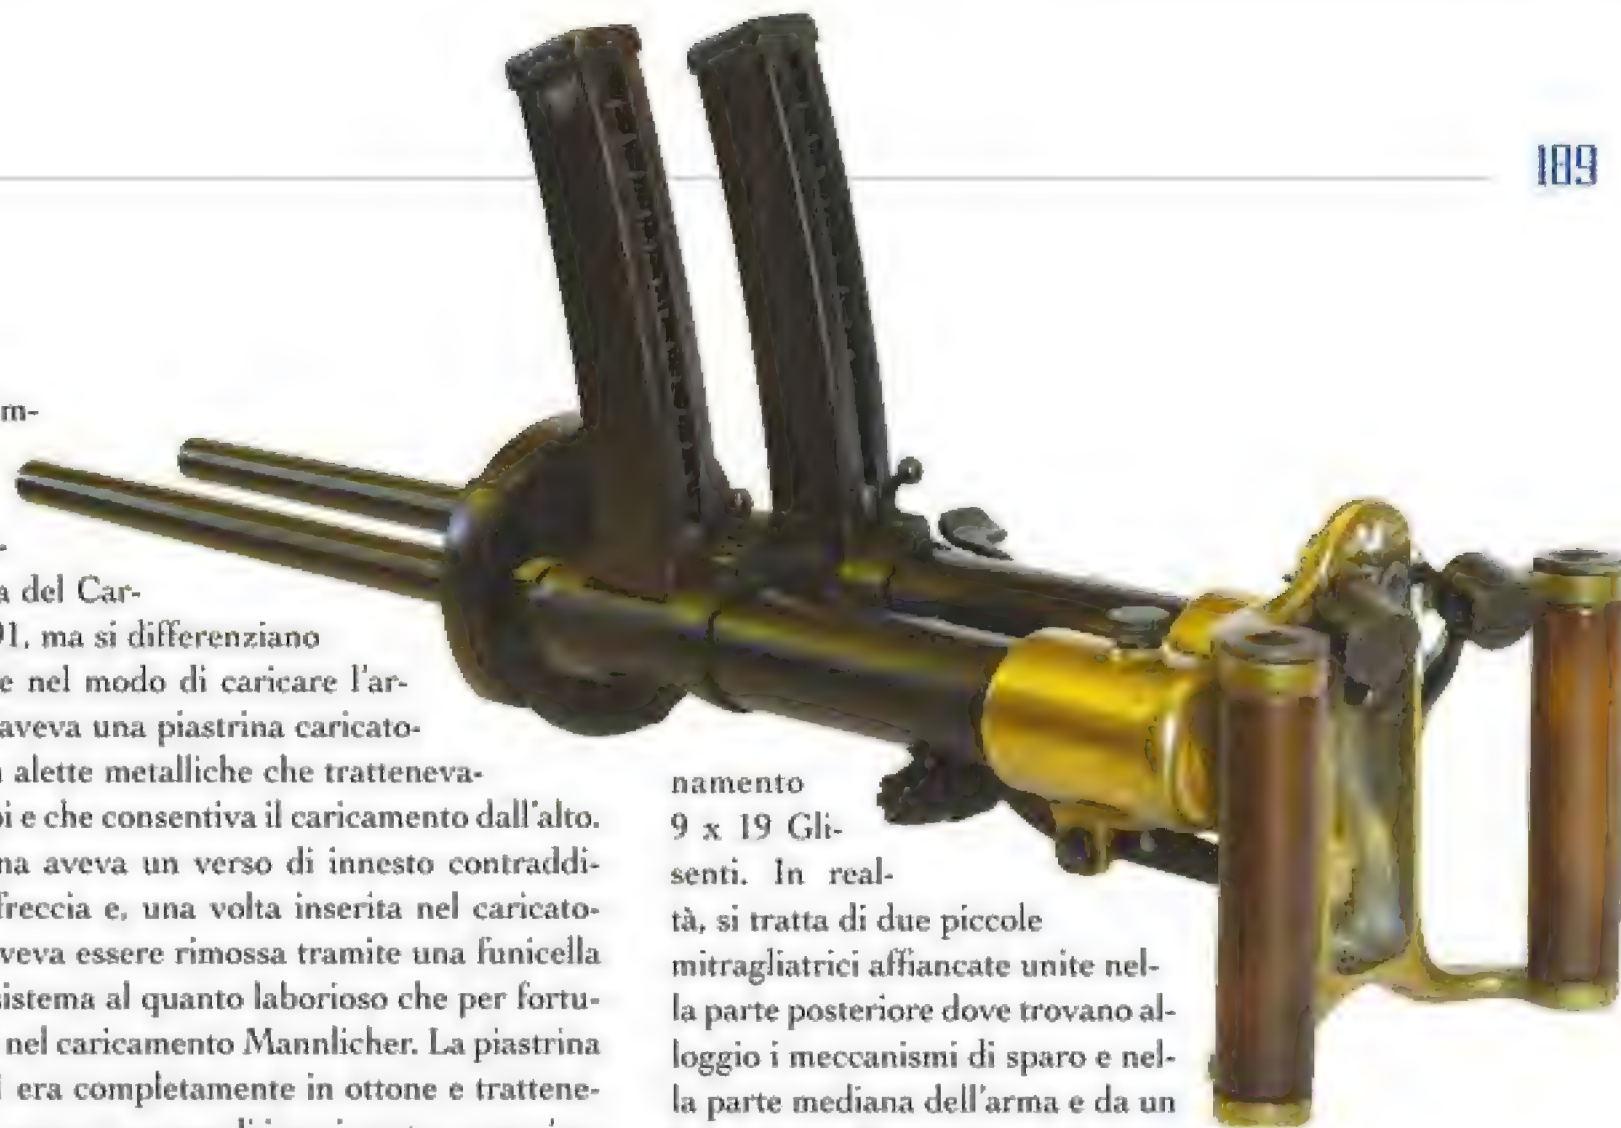 189
m-
-
a del Car-
91, ma si differenziano
e nel modo di caricare l'ar-
aveva una piastrina caricato-
n alette metalliche che tratteneva-
pi e che consentiva il caricamento dall'alto.
na aveva un verso di innesto contraddi-
freccia e, una volta inserita nel caricato-
veva essere rimossa tramite una funicella
sistema al quanto laborioso che per fortu-
nel caricamento Mannlicher. La piastrina
i era completamente in ottone e trattene-
namento
9 x 19 Gli-
senti. In real-
tà, si tratta di due piccole
mitragliatrici affiancate unite nel-
la parte posteriore dove trovano al-
loggio i meccanismi di sparo e nel-
la parte mediana dell'arma e da un